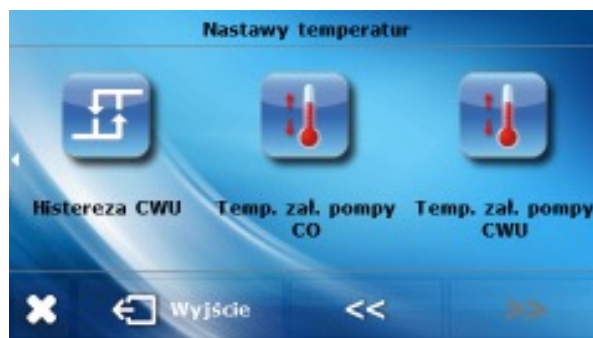 Nastawy temperatur
Histereza CWU
Temp. zał. pompy
CO
Temp. zał. pompy
CWU
Wyjście
<<
>>